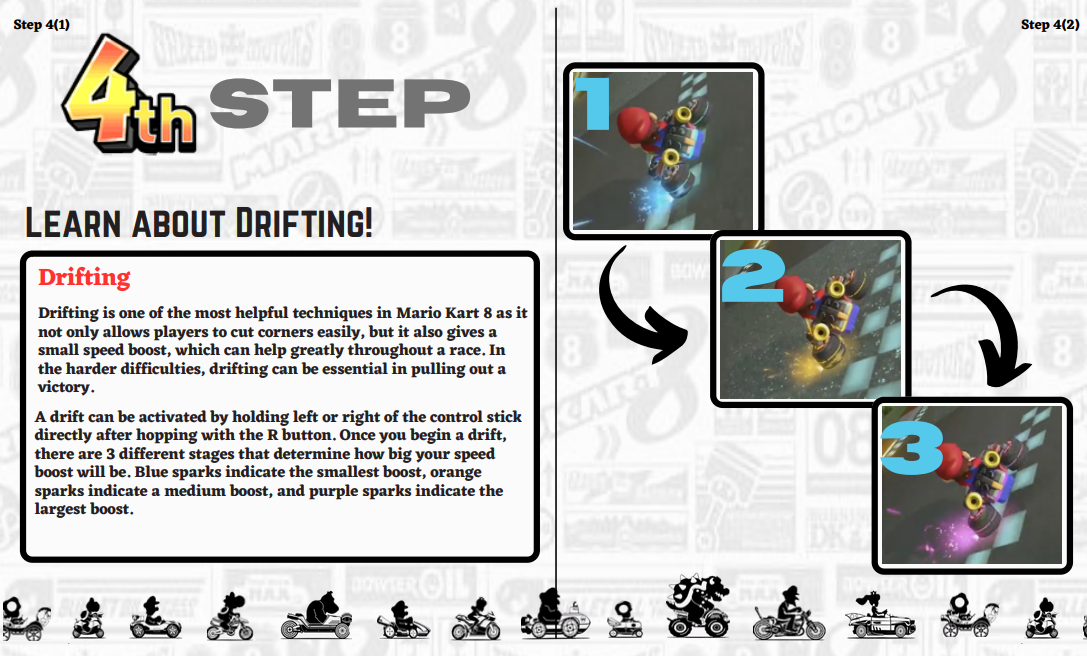 Step 4(1)
Step 4(2)
4th STEP
LEARN ABOUT DRIFTING!
Drifting
Drifting is one of the most helpful techniques in Mario Kart 8 as it
not only allows players to cut corners easily, but it also gives a
small speed boost, which can help greatly throughout a race. In
the harder difficulties, drifting can be essential in pulling out a
victory.
A drift can be activated by holding left or right of the control stick
directly after hopping with the R button. Once you begin a drift,
there are 3 different stages that determine how big your speed
boost will be. Blue sparks indicate the smallest boost, orange
sparks indicate a medium boost, and purple sparks indicate the
largest boost.
1
2
3